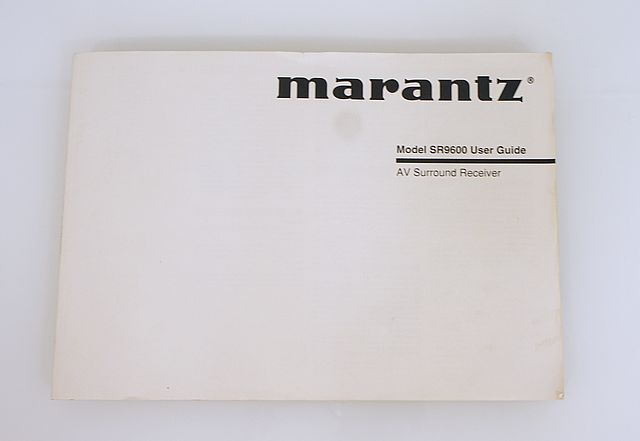 marantz®
Model SR9600 User Guide
AV Surround Receiver